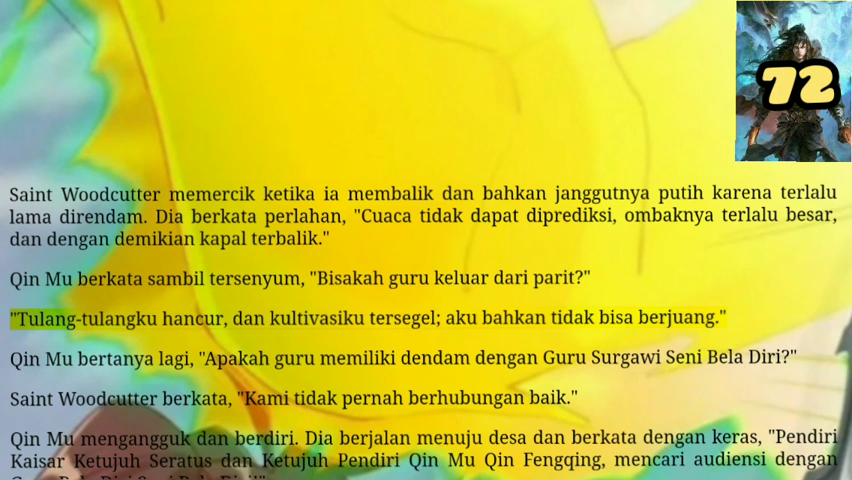 72
Saint Woodcutter memercik ketika ia membalik dan bahkan janggutnya putih karena terlalu
lama direndam. Dia berkata perlahan, "Cuaca tidak dapat diprediksi, ombaknya terlalu besar,
dan dengan demikian kapal terbalik."
Qin Mu berkata sambil tersenyum, "Bisakah guru keluar dari parit?"
"Tulang-tulangku hancur, dan kultivasiku tersegel; aku bahkan tidak bisa berjuang."
Qin Mu bertanya lagi, "Apakah guru memiliki dendam dengan Guru Surgawi Seni Bela Diri?"
Saint Woodcutter berkata, "Kami tidak pernah berhubungan baik."
Qin Mu mengangguk dan berdiri. Dia berjalan menuju desa dan berkata dengan keras, "Pendiri
Kaisar Ketujuh Seratus dan Ketujuh Pendiri Qin Mu Qin Fengqing, mencari audiensi dengan